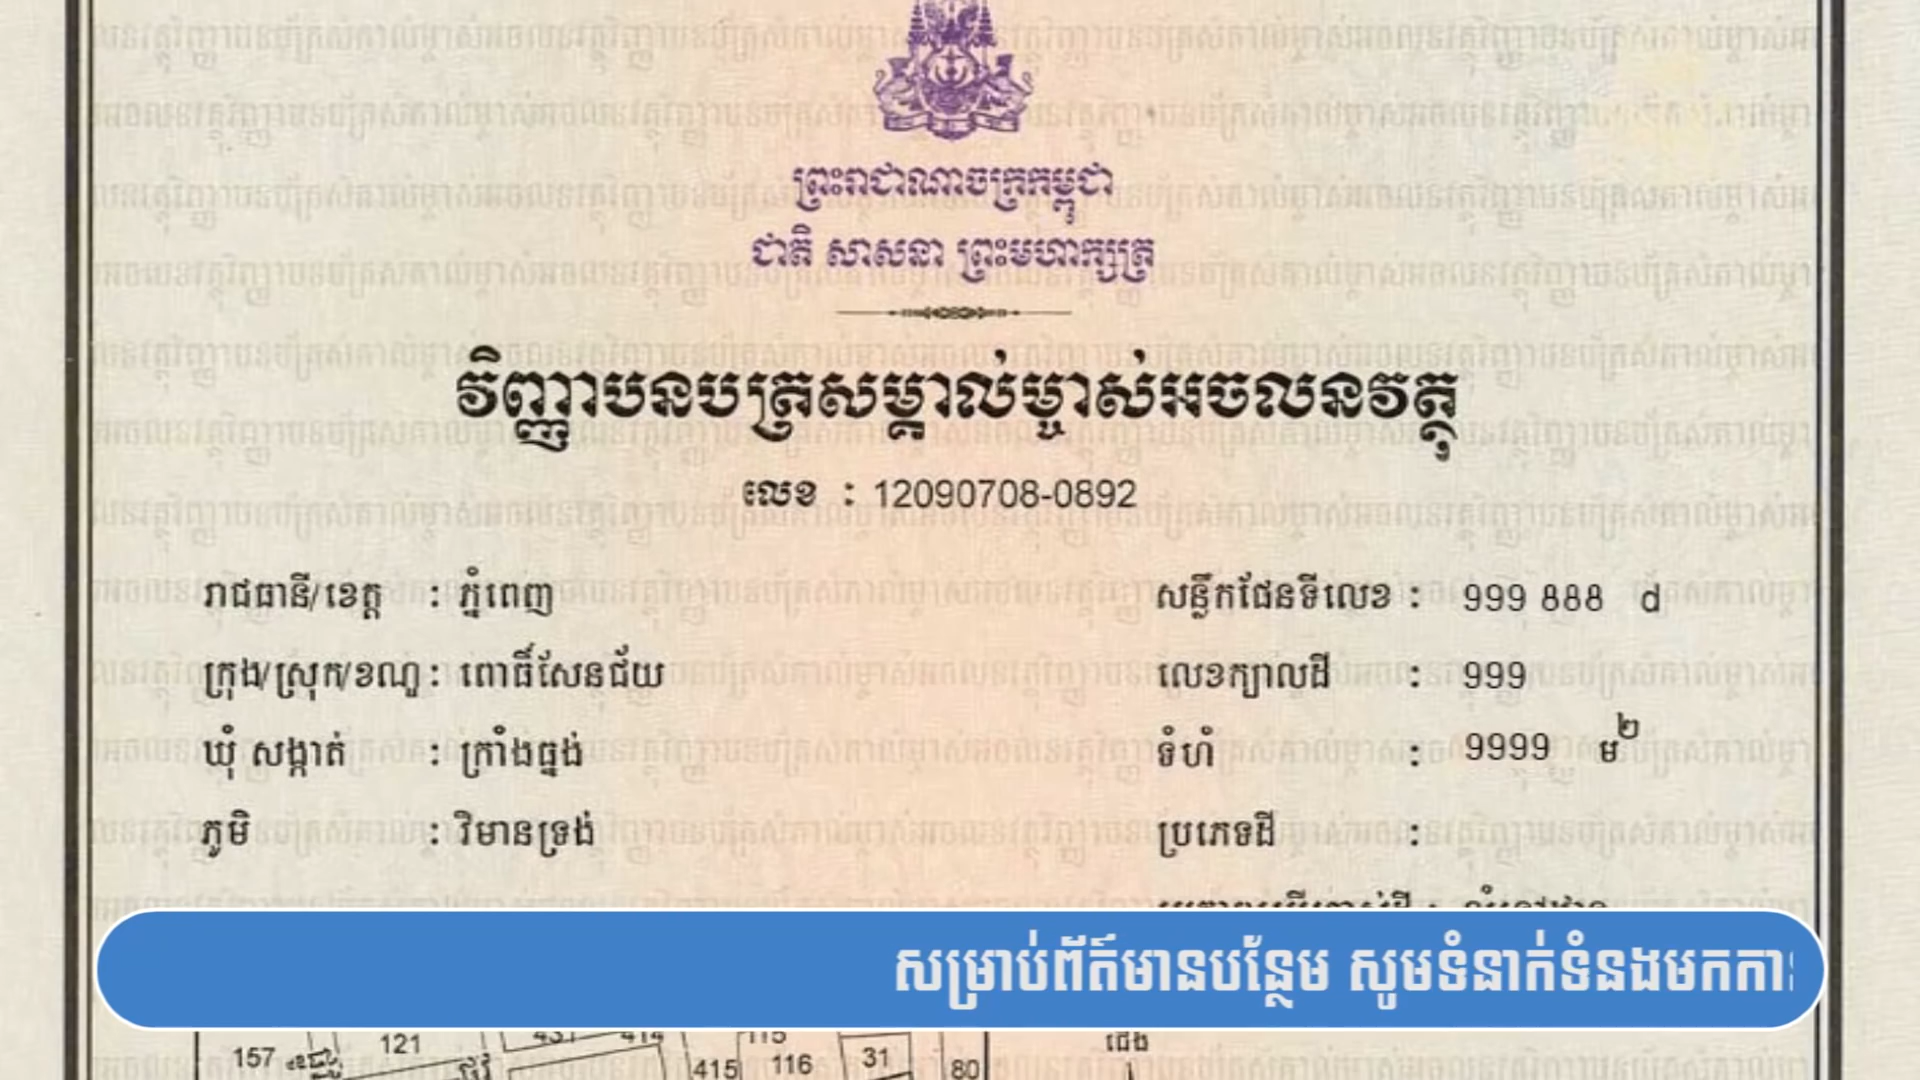 ព្រះរាជាណាចក្រកម្ពុជា
ជាតិ សាសនា ព្រះមហាក្សត្រ
វិញ្ញាបនបត្រសម្គាល់ម្ចាស់អចលនវត្ថុ
លេខ : 12090708-0892
រាជធានី/ខេត្ត : ភ្នំពេញ
សន្លឹកផែនទីលេខ : 999 888 d
ក្រុង/ស្រុក/ខណ្ឌ : ពោធិ៍សែនជ័យ
លេខក្បាលដី : 999
ឃុំ សង្កាត់ : ក្រាំងធ្នង់
ទំហំ : 9999 ម២
ភូមិ : វិមានទ្រង់
ប្រភេទដី :
សម្រាប់ព័ត៌មានបន្ថែម សូមទំនាក់ទំនងមកកា
157 121 431 414 415 115 116 31 80
ជើង